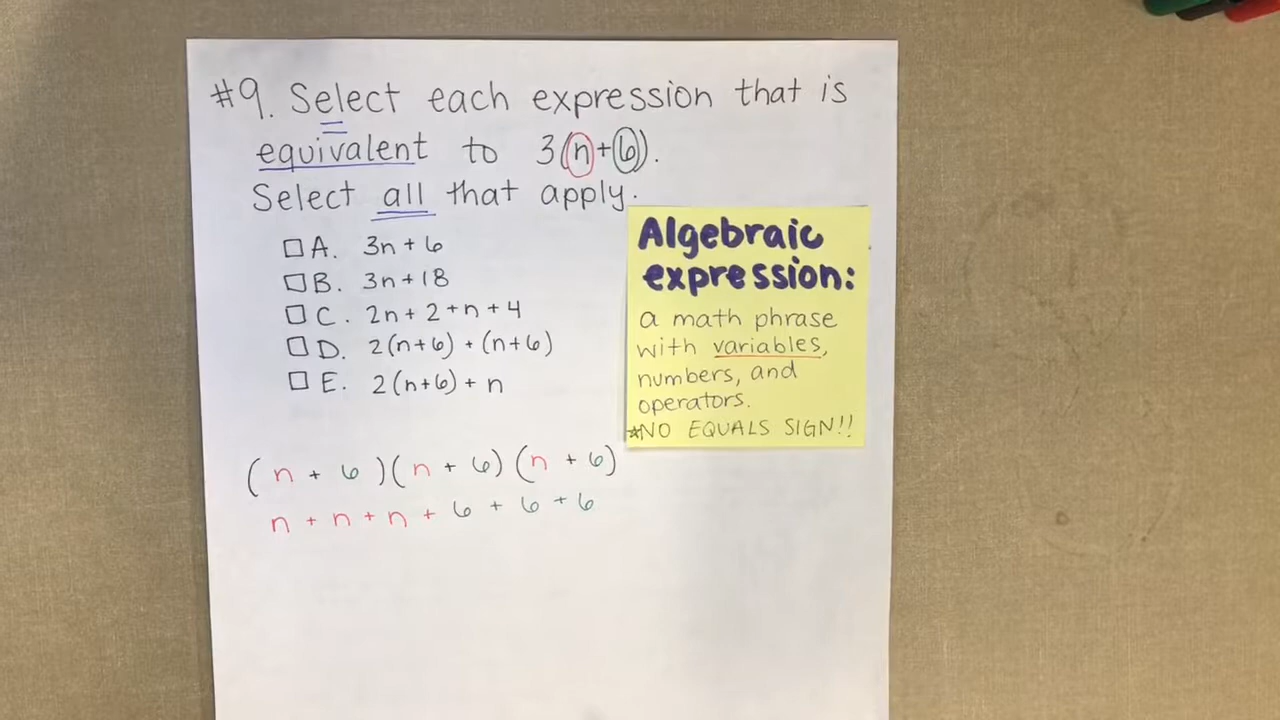 #9. Select each expression that is
equivalent to 3(n+6).
Select all that apply.
A. 3n + 6
B. 3n + 18
C. 2n + 2 + n + 4
D. 2(n+6) + (n+6)
E. 2(n+6) + n
Algebraic
expression:
a math phrase
with variables,
numbers, and
operators.
*NO EQUALS SIGN!!
(n + 6)(n + 6)(n + 6)
n + n + n + 6 + 6 + 6